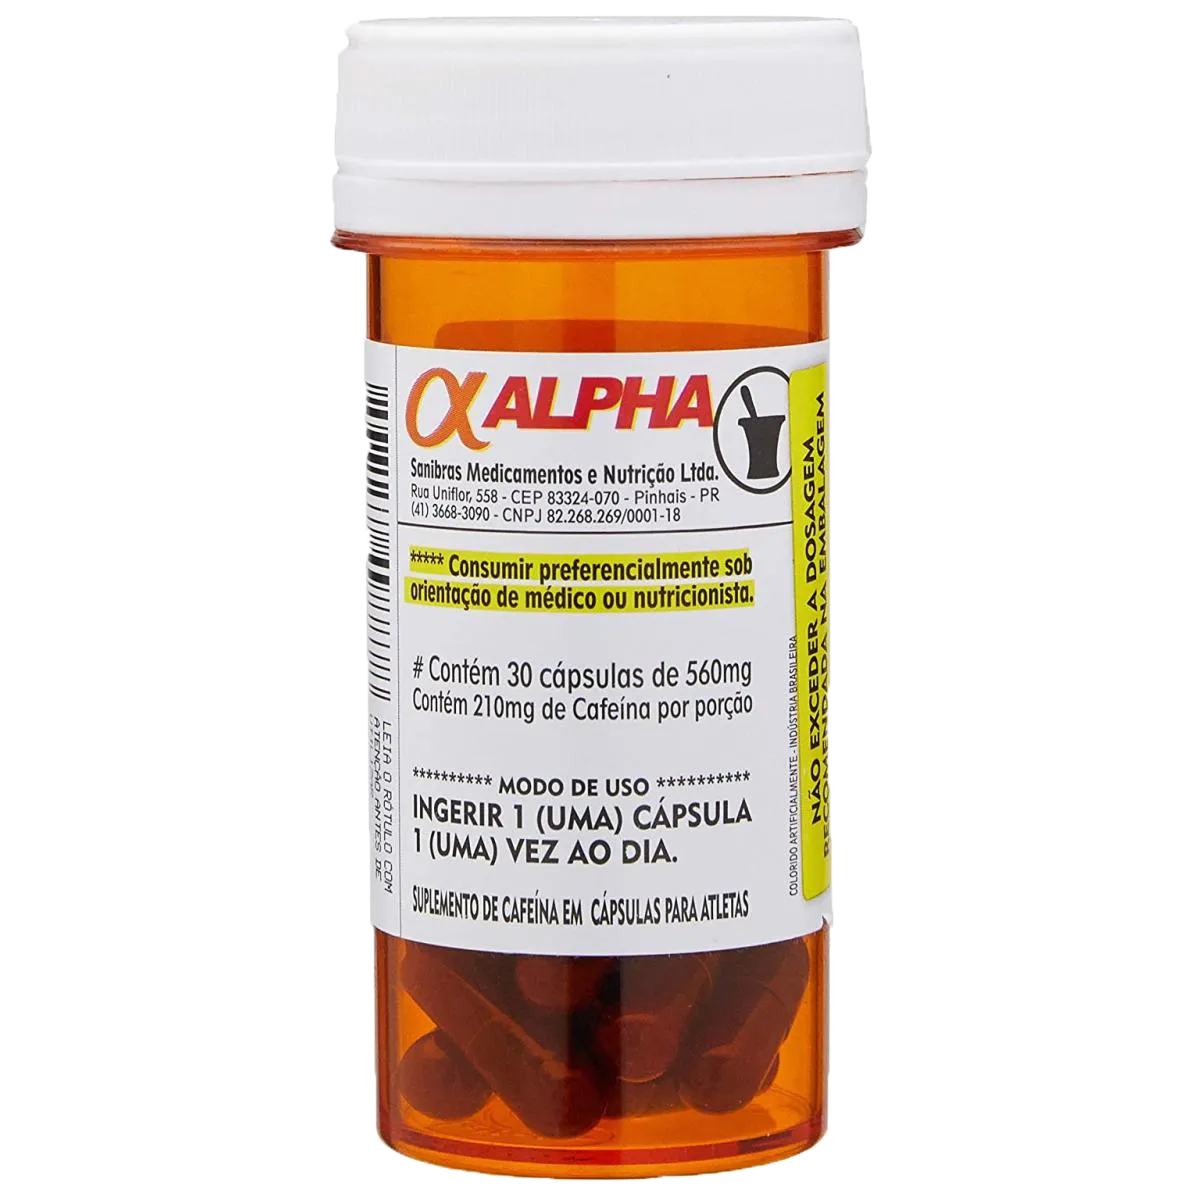 α ALPHA
Sanibras Medicamentos e Nutrição Ltda.
Rua Uniflor, 558 - CEP 83324-070 - Pinhais - PR
(41) 3668-3090 - CNPJ 82.268.269/0001-18
***** Consumir preferencialmente sob
orientação de médico ou nutricionista.
# Contém 30 cápsulas de 560mg
Contém 210mg de Cafeína por porção
********** MODO DE USO **********
INGERIR 1 (UMA) CÁPSULA
1 (UMA) VEZ AO DIA.
SUPLEMENTO DE CAFEÍNA EM CÁPSULAS PARA ATLETAS
COLORIDO ARTIFICIALMENTE - INDÚSTRIA BRASILEIRA
NÃO EXCEDER A DOSAGEM
RECOMENDADA NA EMBALAGEM
LEIA O RÓTULO COM
ATENÇÃO ANTES DE